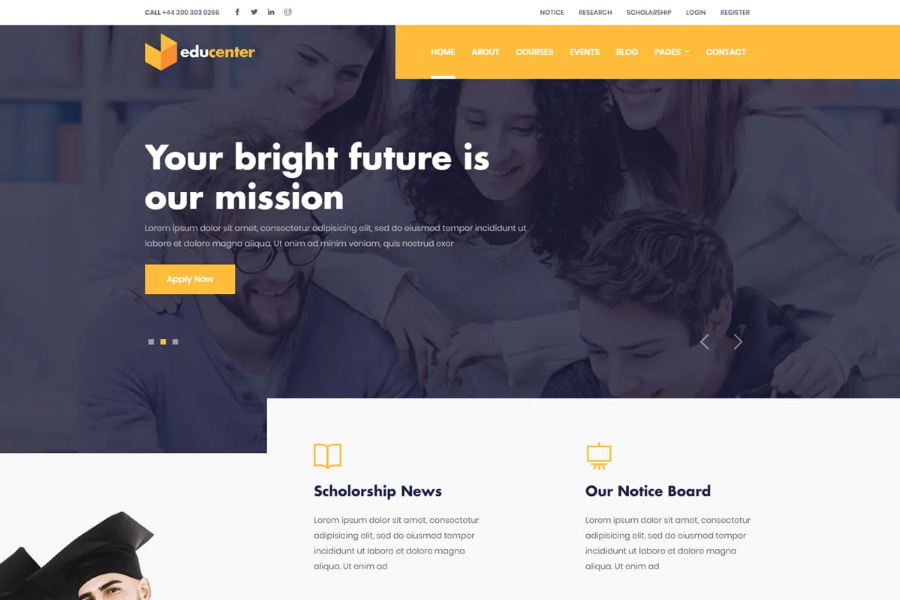 CALL +44 300 303 0266
NOTICE RESEARCH SCHOLARSHIP LOGIN REGISTER
educenter
HOME ABOUT COURSES EVENTS BLOG PAGES CONTACT
Your bright future is
our mission
Lorem ipsum dolor sit amet, consectetur adipisicing elit, sed do eiusmod tempor incididunt ut
labore et dolore magna aliqua. Ut enim ad minim veniam, quis nostrud exer
Apply Now
Scholorship News
Lorem ipsum dolor sit amet, consectetur
adipisicing elit, sed do eiusmod tempor
incididunt ut labore et dolore magna
aliqua. Ut enim ad
Our Notice Board
Lorem ipsum dolor sit amet, consectetur
adipisicing elit, sed do eiusmod tempor
incididunt ut labore et dolore magna
aliqua. Ut enim ad